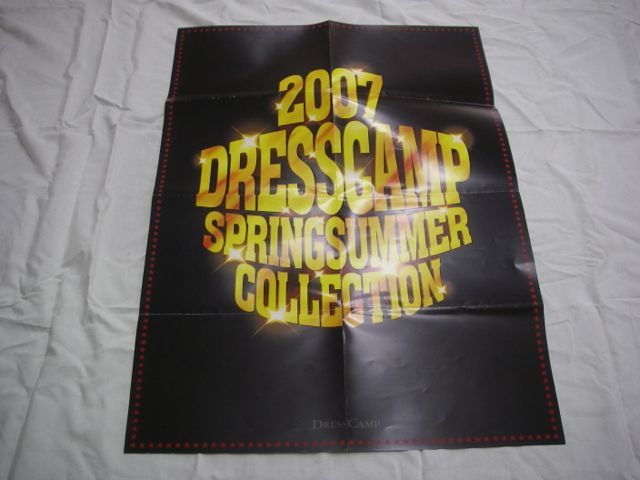 2007
DRESSCAMP
SPRINGSUMMER
COLLECTION
DRESSCAMP